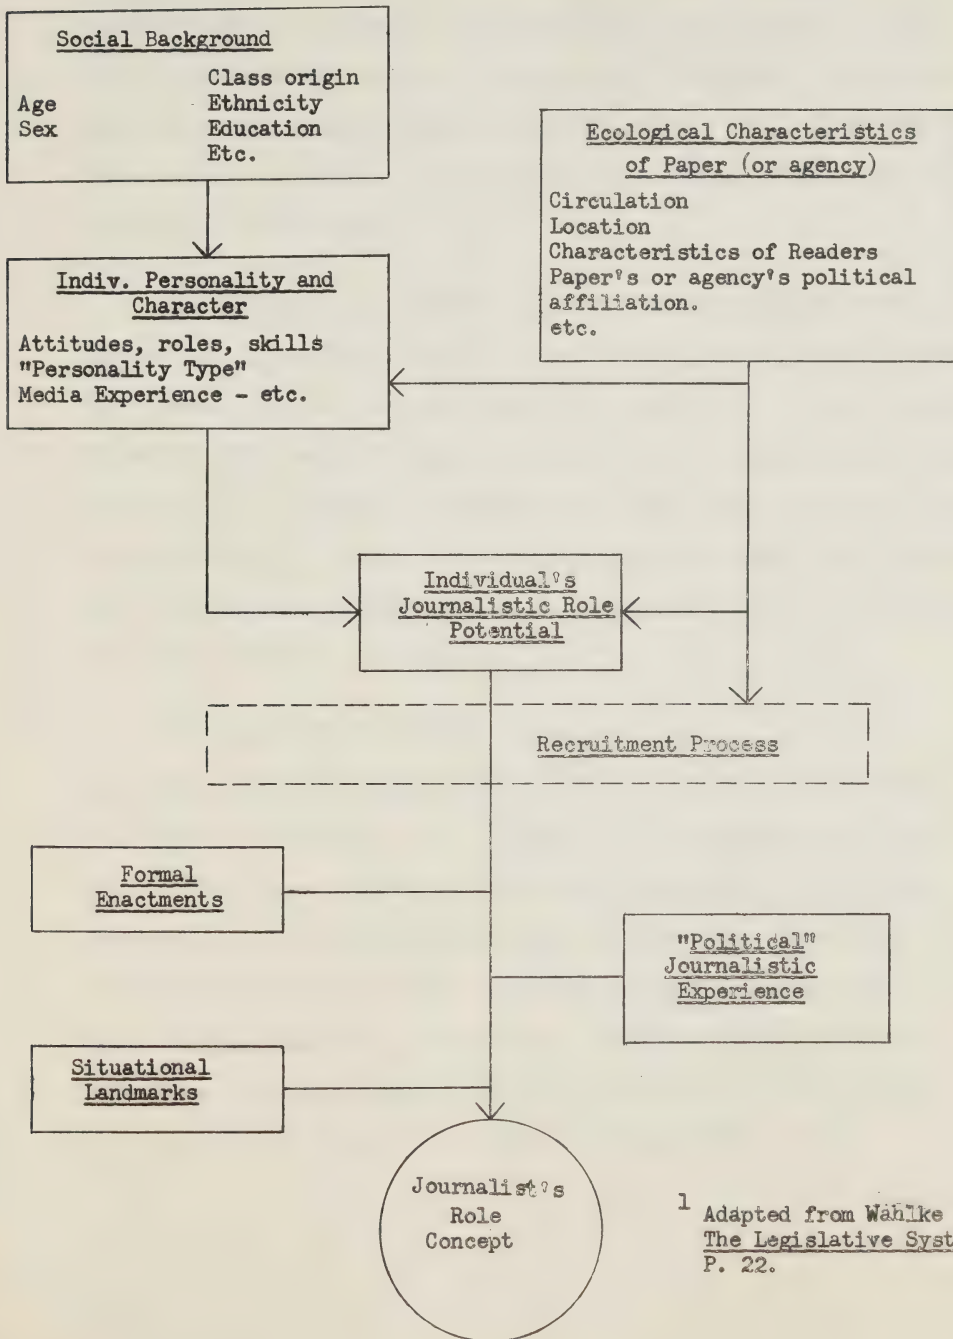 Social Background
Class origin
Age Ethnicity
Sex Education
Etc.
Ecological Characteristics
of Paper (or agency)
Circulation
Location
Characteristics of Readers
Paper's or agency's political
affiliation.
etc.
Indiv. Personality and
Character
Attitudes, roles, skills
"Personality Type"
Media Experience - etc.
Individual's
Journalistic Role
Potential
Recruitment Process
Formal
Enactments
"Political"
Journalistic
Experience
Situational
Landmarks
Journalist's
Role
Concept
1 Adapted from Wahlke
The Legislative Syst
P. 22.